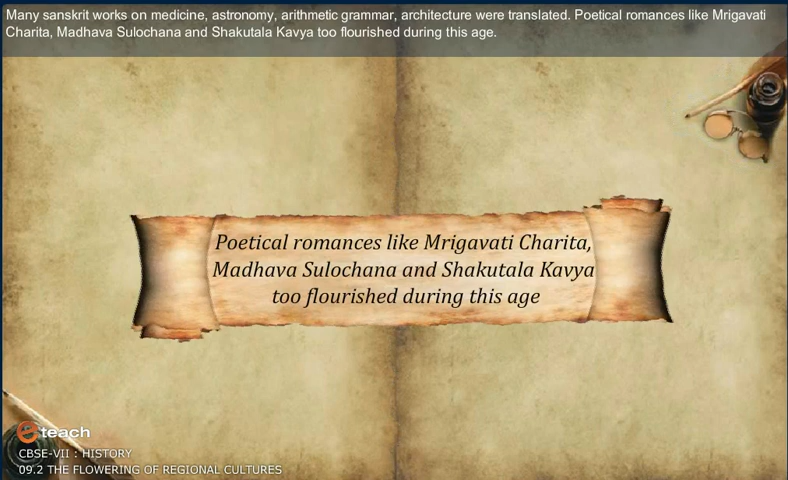 Many sanskrit works on medicine, astronomy, arithmetic grammar, architecture were translated. Poetical romances like Mrigavati
Charita, Madhava Sulochana and Shakutala Kavya too flourished during this age.
Poetical romances like Mrigavati Charita,
Madhava Sulochana and Shakutala Kavya
too flourished during this age
eteach
CBSE-VII : HISTORY
09.2 THE FLOWERING OF REGIONAL CULTURES